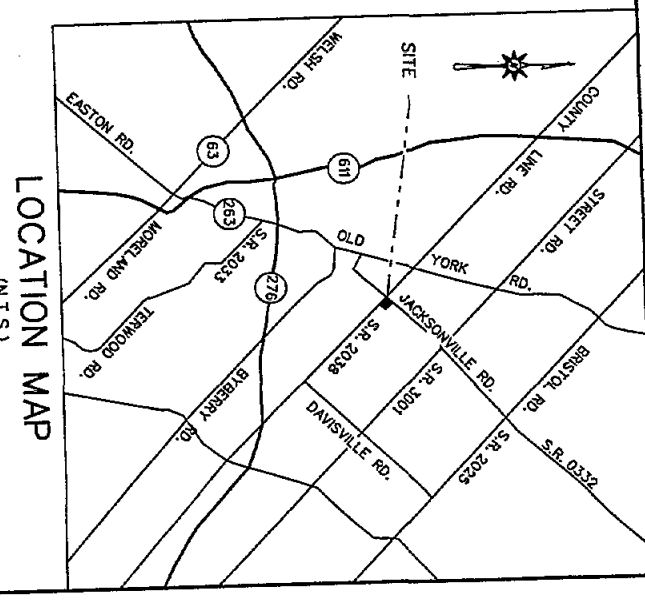 WELSH RD.
SITE
COUNTY
LINE RD.
EASTON RD.
63
611
STREET RD.
263
MORELAND RD.
S.R. 2033
OLD
YORK
RD.
276
JACKSONVILLE RD.
TERWOOD RD.
S.R. 2038
BRISTOL RD.
BYBERRY
RD.
S.R. 3001
DAVISVILLE RD.
S.R. 2025
S.R. 0332
LOCATION MAP
(N.T.S.)